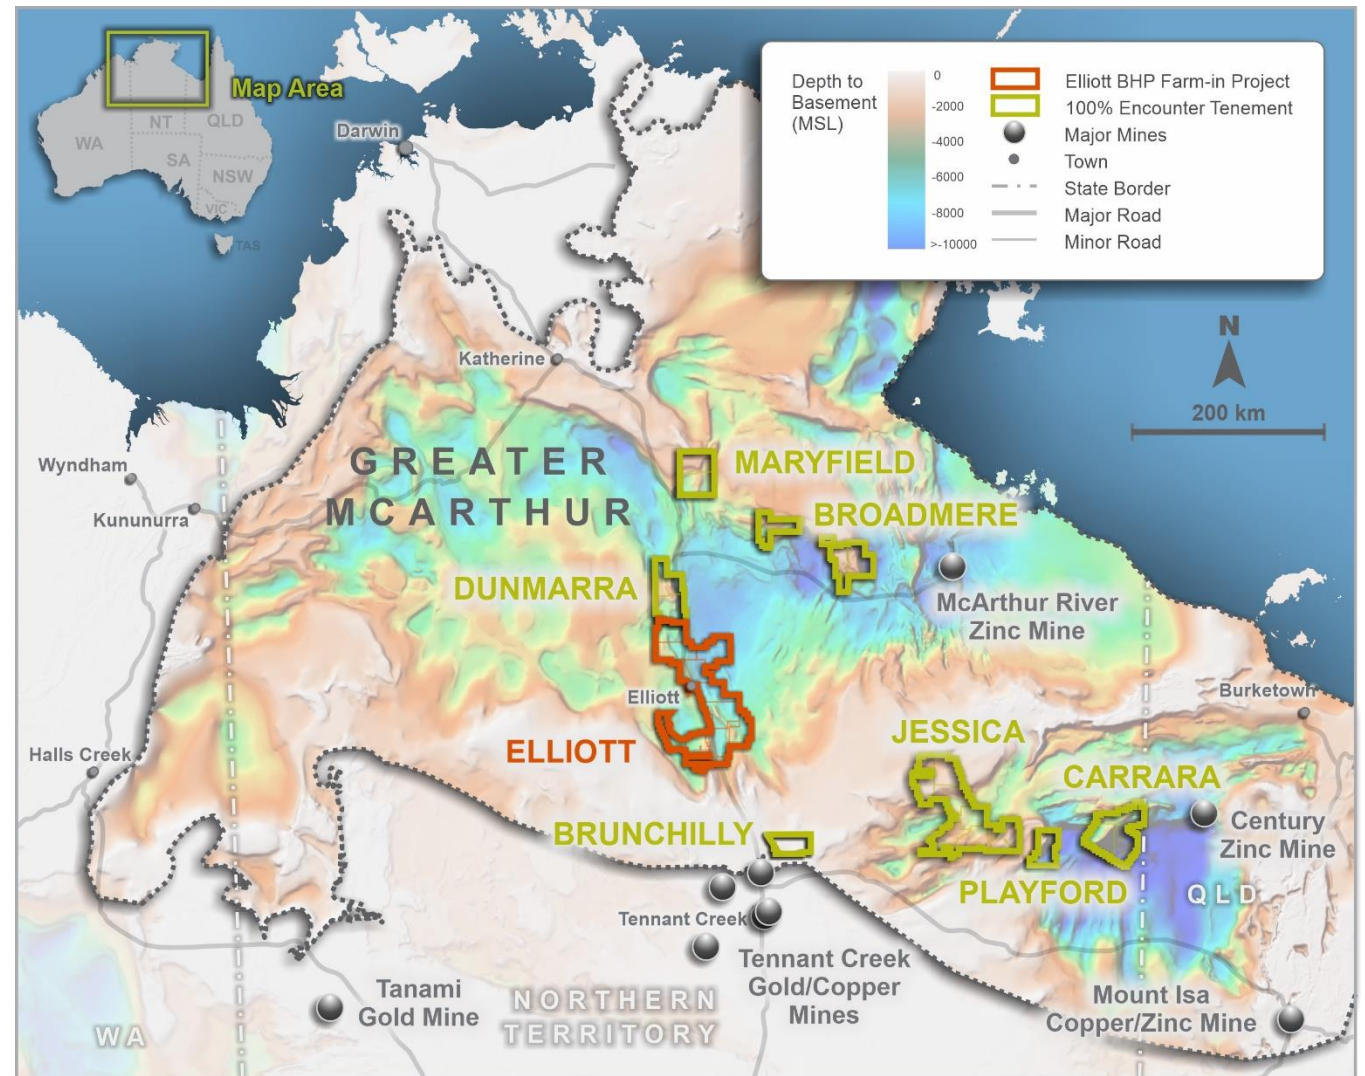 Map Area
NT
QLD
WA
SA
NSW
VIC
TAS
Depth to
Basement
(MSL)
0
-2000
-4000
-6000
-8000
>-10000
Elliott BHP Farm-in Project
100% Encounter Tenement
Major Mines
Town
State Border
Major Road
Minor Road
Darwin
N
200 km
Katherine
Wyndham
Kununurra
GREATER
MCARTHUR
MARYFIELD
BROADMERE
DUNMARRA
McArthur River
Zinc Mine
Elliott
Burketown
ELLIOTT
JESSICA
CARRARA
Halls Creek
BRUNCHILLY
Century
Zinc Mine
PLAYFORD
QLD
Tennant Creek
Tennant Creek
Gold/Copper
Mines
Tanami
Gold Mine
NORTHERN
TERRITORY
Mount Isa
Copper/Zinc Mine
WA